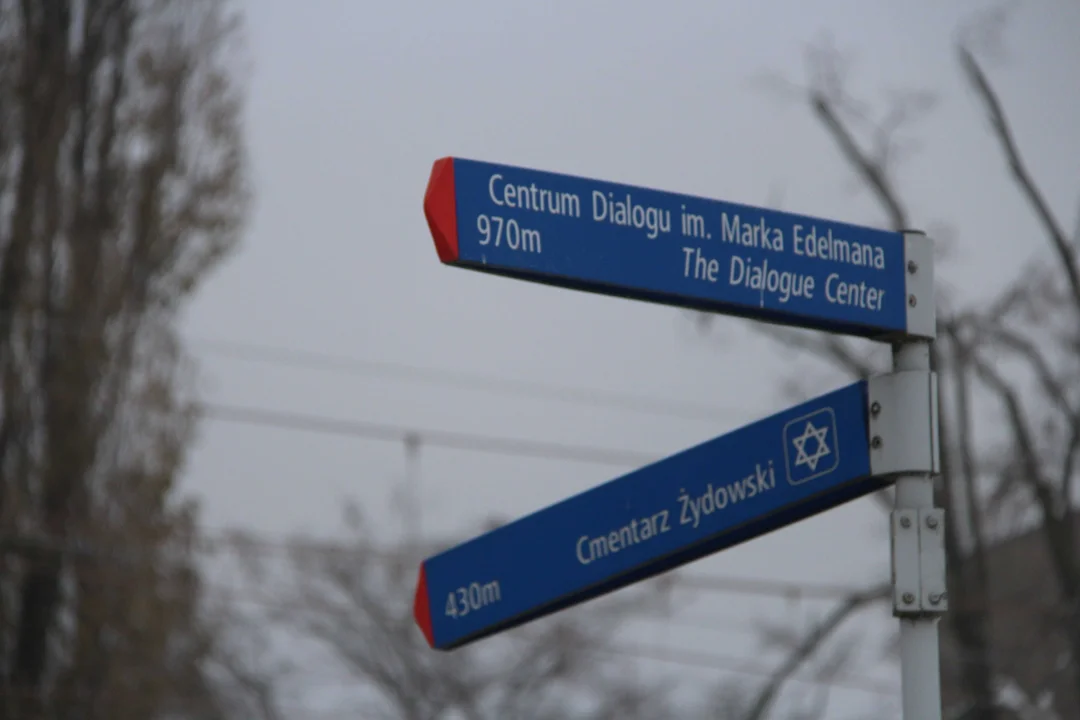 Centrum Dialogu im. Marka Edelmana
970m The Dialogue Center
Cmentarz Żydowski
430m